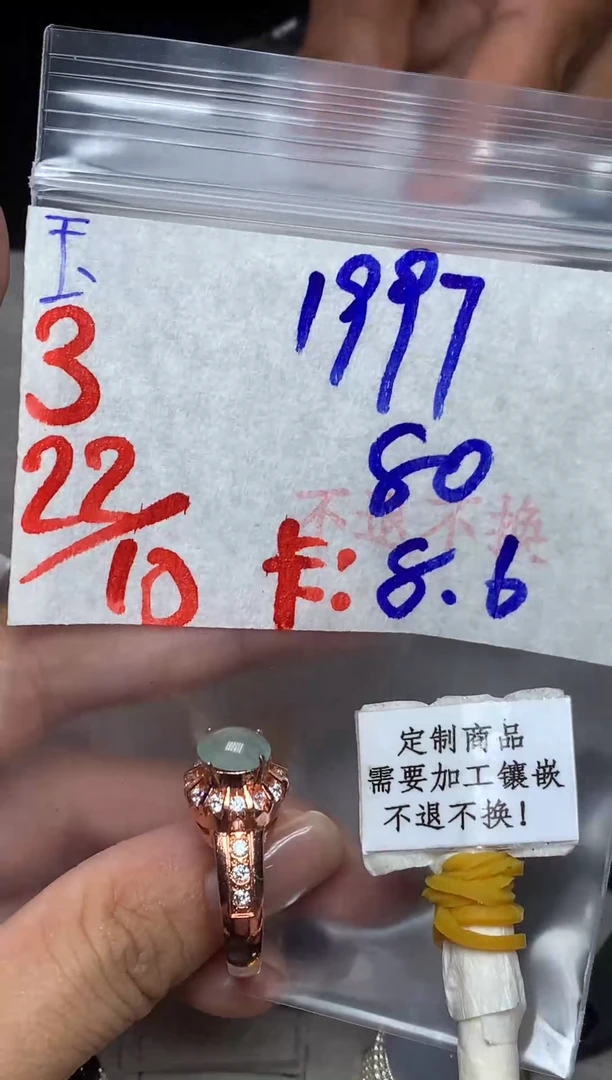 玉
3
22/10
1997
80
不退不换
卡: 8.6
定制商品
需要加工镶嵌
不退不换!